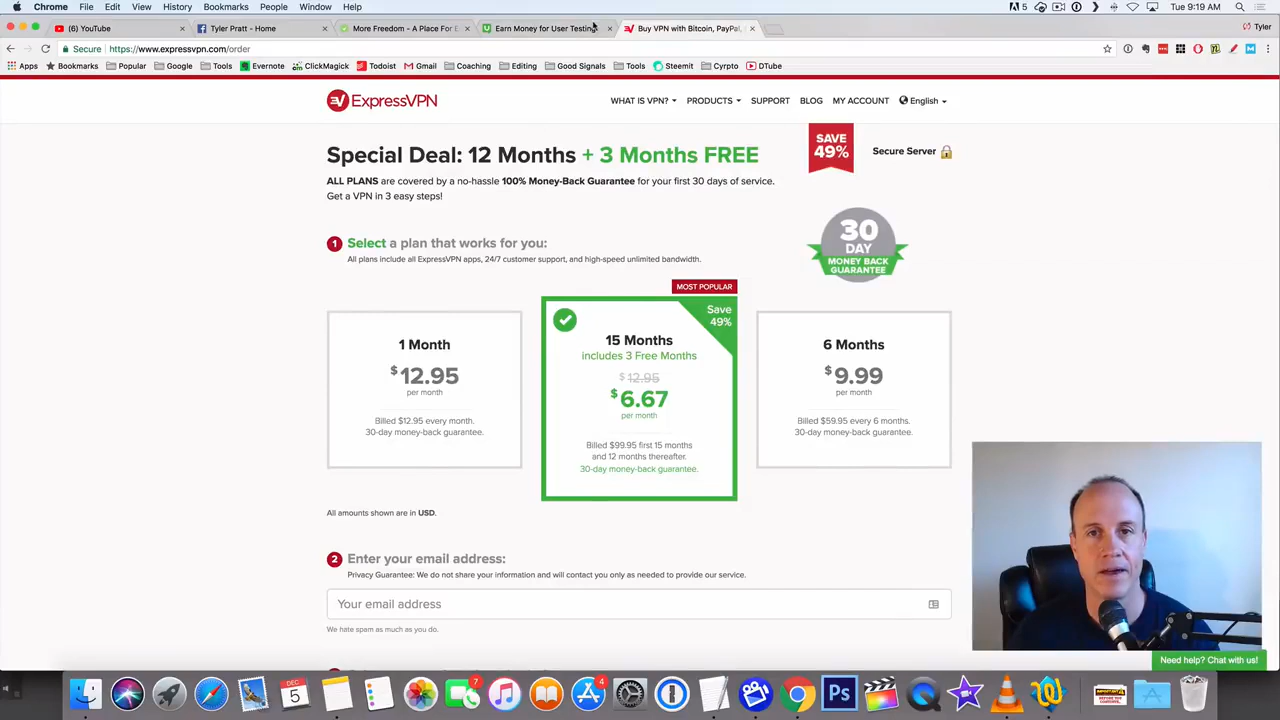 Chrome File Edit View History Bookmarks People Window Help
5 Tue 9:19 AM
(6) YouTube
Tyler Pratt - Home
More Freedom - A Place For E
Earn Money for User Testing
Buy VPN with Bitcoin, PayPal,
Tyler
Secure https://www.expressvpn.com/order
Apps Bookmarks Popular Google Evernote ClickMagick Todoist Gmail Coaching Editing Good Signals Tools Steemit Cyrpto DTube
ExpressVPN
WHAT IS VPN? PRODUCTS SUPPORT BLOG MY ACCOUNT English
Special Deal: 12 Months + 3 Months FREE
SAVE
49%
Secure Server
ALL PLANS are covered by a no-hassle 100% Money-Back Guarantee for your first 30 days of service.
Get a VPN in 3 easy steps!
1 Select a plan that works for you:
All plans include all ExpressVPN apps, 24/7 customer support, and high-speed unlimited bandwidth.
30
DAY
MONEY BACK
GUARANTEE
1 Month
$12.95
per month
Billed $12.95 every month.
30-day money-back guarantee.
MOST POPULAR
Save
49%
15 Months
includes 3 Free Months
$12.95
$6.67
per month
Billed $99.95 first 15 months
and 12 months thereafter.
30-day money-back guarantee.
6 Months
$9.99
per month
Billed $59.95 every 6 months.
30-day money-back guarantee.
All amounts shown are in USD.
2 Enter your email address:
Privacy Guarantee: We do not share your information and will contact you only as needed to provide our service.
Your email address
We hate spam as much as you do.
Need help? Chat with us!
DEC
5
7
4
Ps